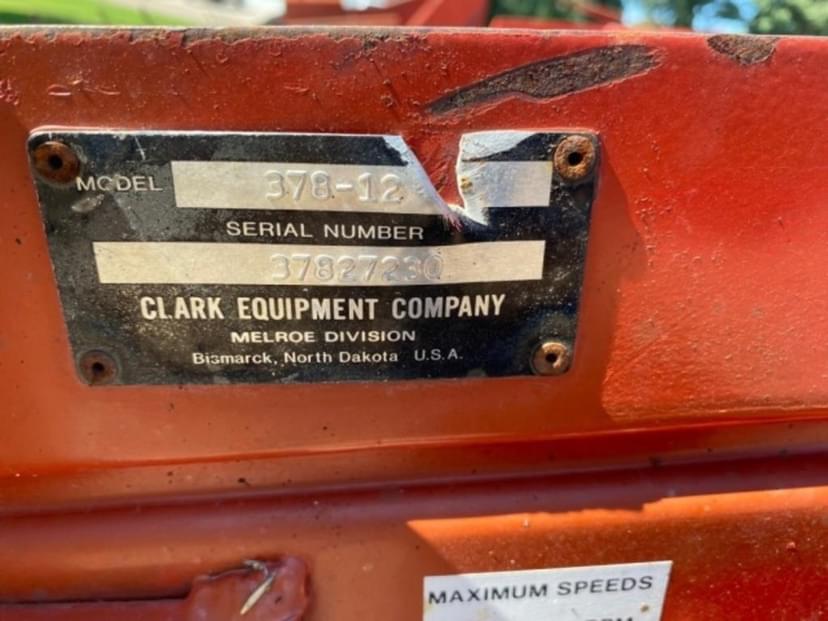 MODEL 378-12
SERIAL NUMBER
37827230
CLARK EQUIPMENT COMPANY
MELROE DIVISION
Bismarck, North Dakota U.S.A.
MAXIMUM SPEEDS